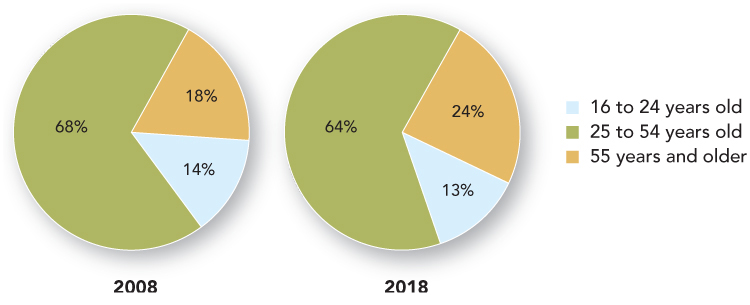 18%
68%
14%
2008
24%
64%
13%
2018
16 to 24 years old
25 to 54 years old
55 years and older